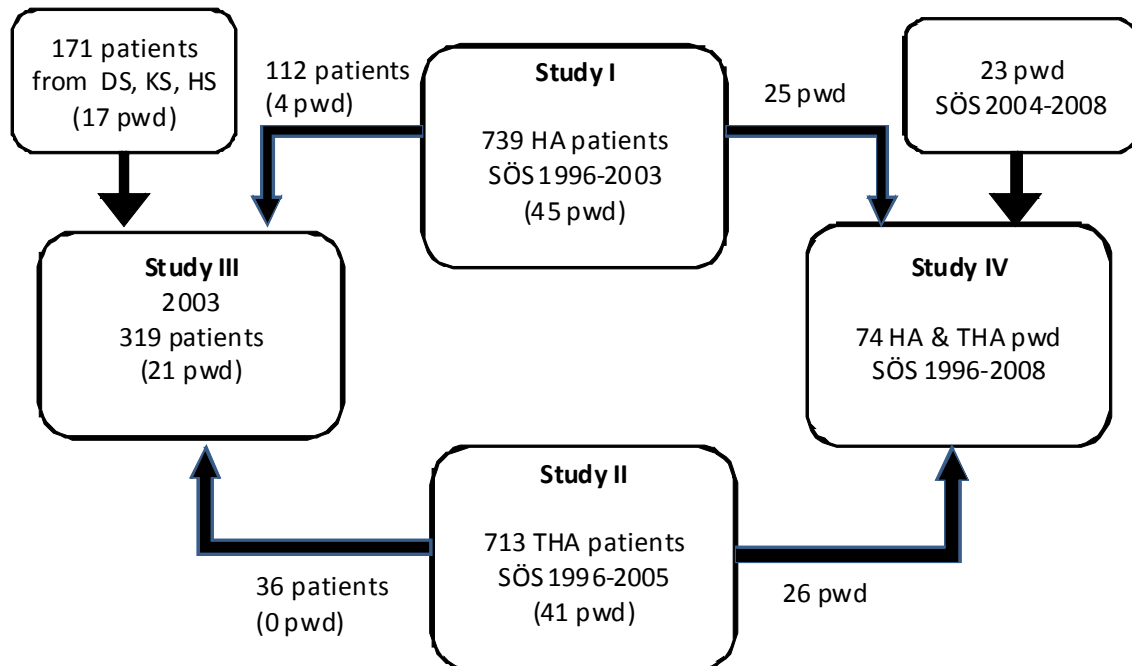 171 patients
from DS, KS, HS
(17 pwd)
112 patients
(4 pwd)
Study I
739 HA patients
SÖS 1996-2003
(45 pwd)
25 pwd
23 pwd
SÖS 2004-2008
Study III
2003
319 patients
(21 pwd)
Study IV
74 HA & THA pwd
SÖS 1996-2008
Study II
713 THA patients
SÖS 1996-2005
(41 pwd)
36 patients
(0 pwd)
26 pwd